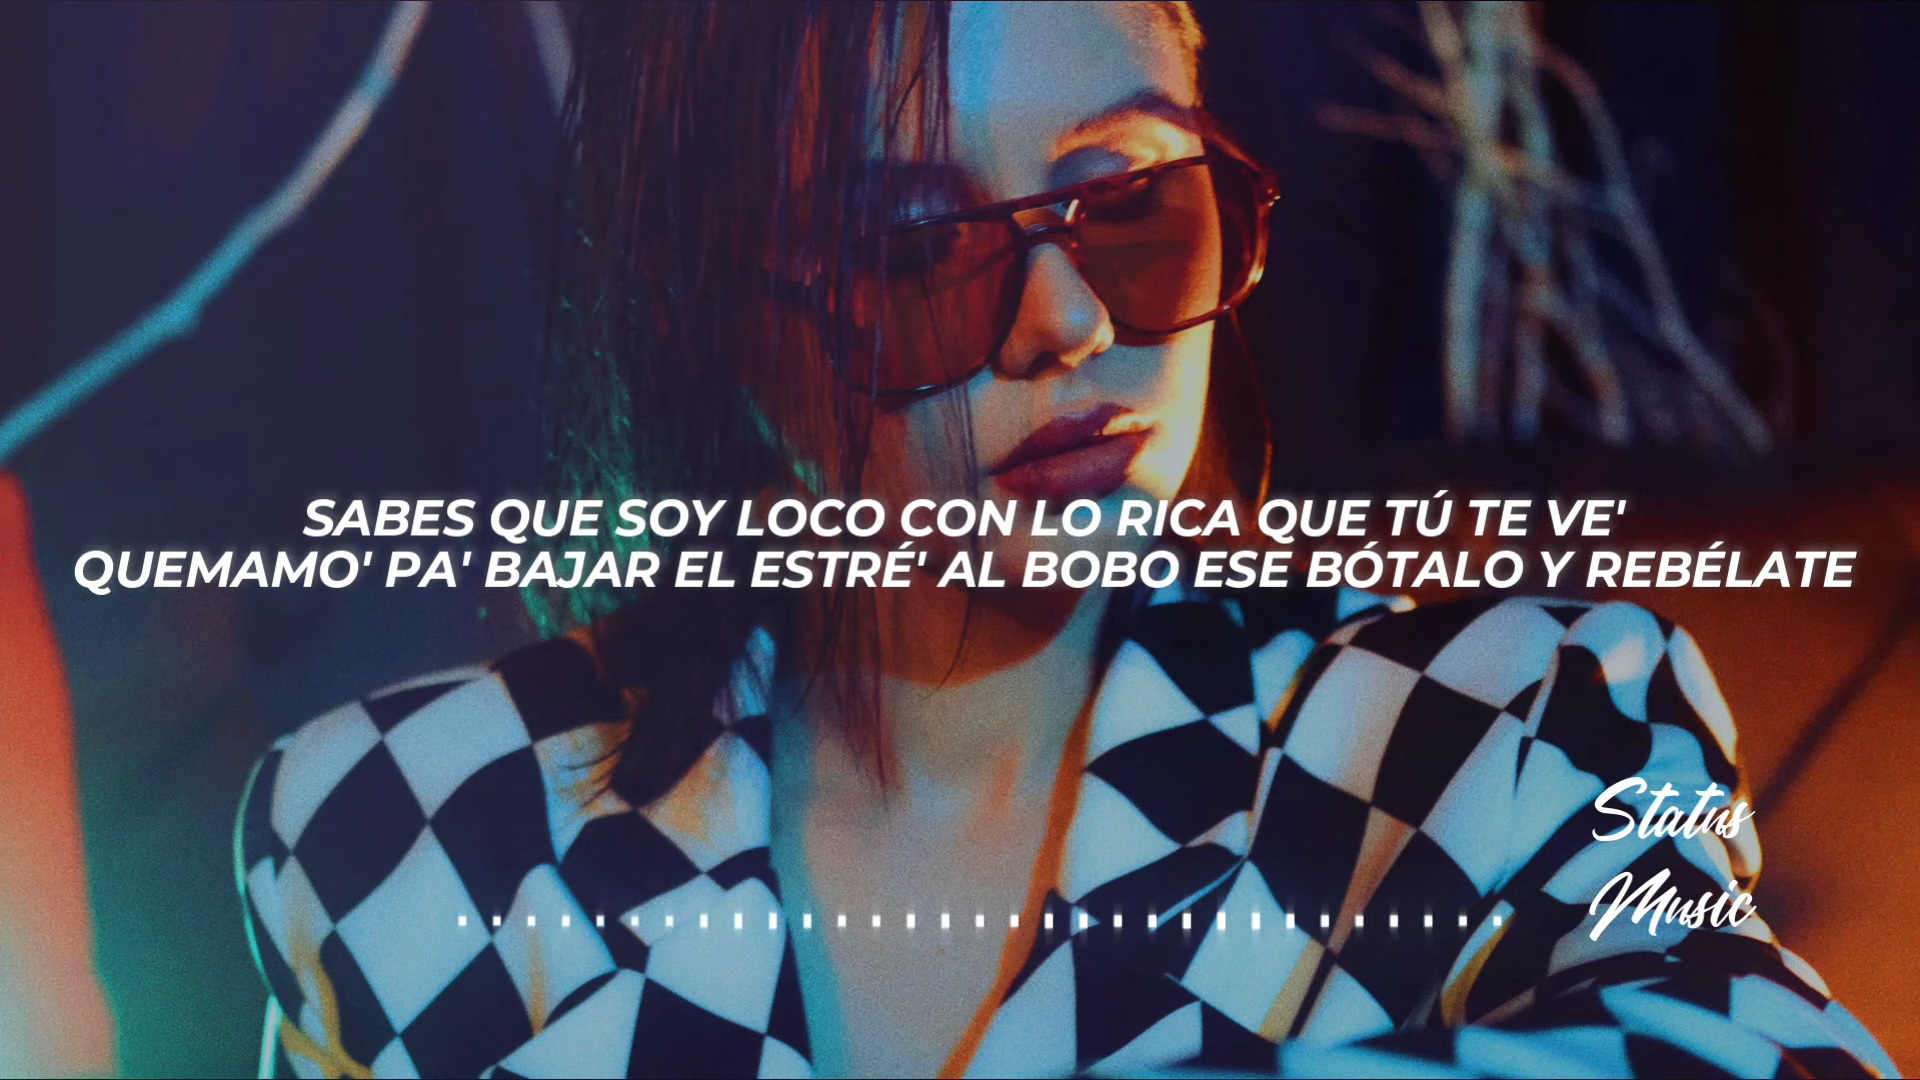 SABES QUE SOY LOCO CON LO RICA QUE TÚ TE VE'
QUEMAMO' PA' BAJAR EL ESTRÉ' AL BOBO ESE BÓTALO Y REBÉLATE
Status
Music